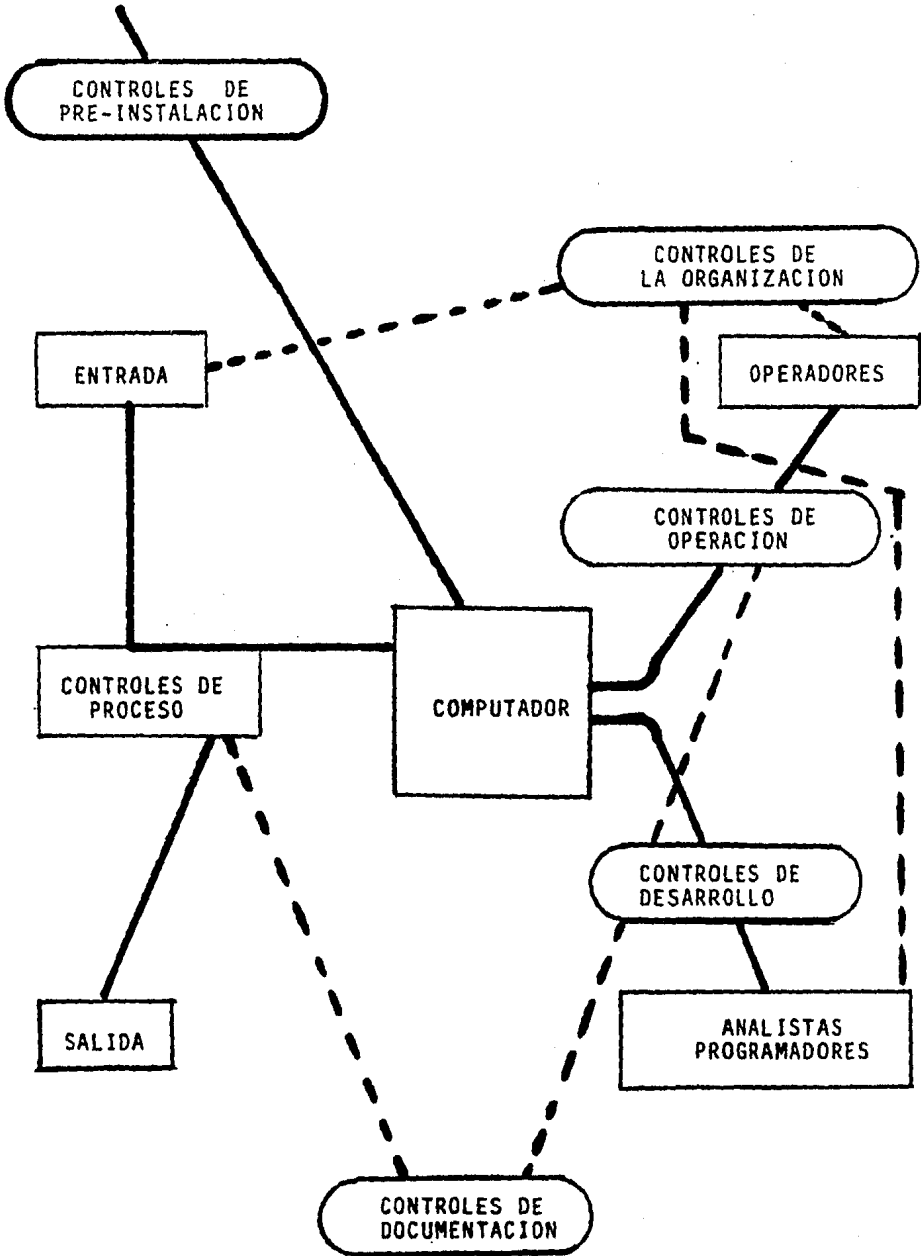 CONTROLES DE
PRE-INSTALACION
CONTROLES DE
LA ORGANIZACION
ENTRADA
OPERADORES
CONTROLES DE
OPERACION
CONTROLES DE
PROCESO
COMPUTADOR
CONTROLES DE
DESARROLLO
SALIDA
ANALISTAS
PROGRAMADORES
CONTROLES DE
DOCUMENTACION